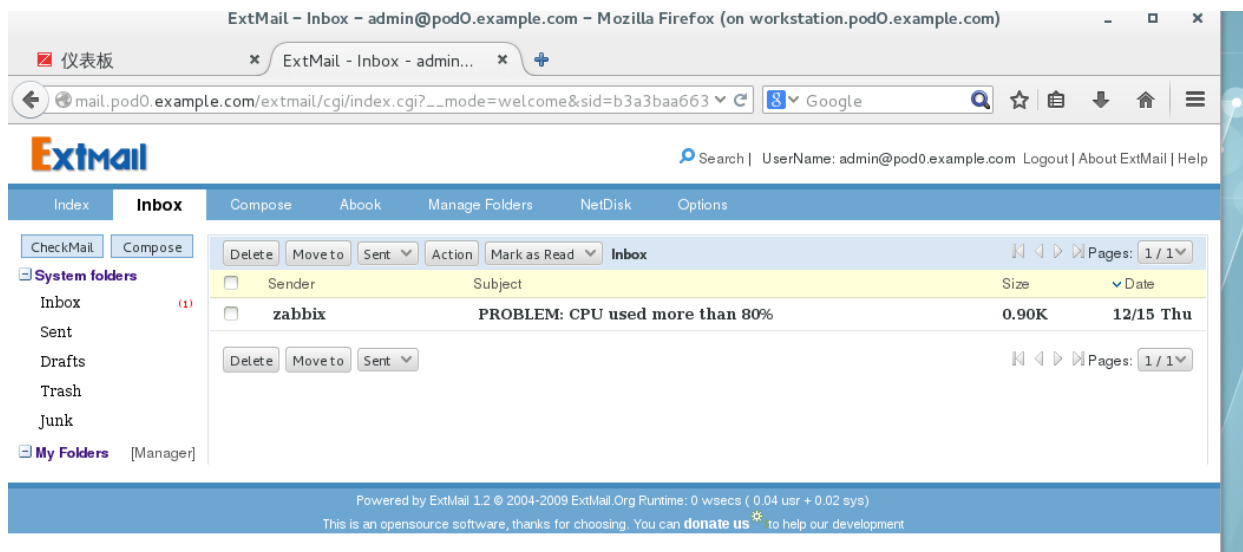 ExtMail – Inbox – admin@pod0.example.com – Mozilla Firefox (on workstation.pod0.example.com)
仪表板 ExtMail - Inbox - admin...
mail.pod0.example.com/extmail/cgi/index.cgi?__mode=welcome&sid=b3a3baa663 Google
Extmail Search | UserName: admin@pod0.example.com Logout | About ExtMail | Help
Index Inbox Compose Abook Manage Folders NetDisk Options
CheckMail Compose Delete Move to Sent Action Mark as Read Inbox Pages: 1 / 1
System folders Sender Subject Size Date
Inbox (1) zabbix PROBLEM: CPU used more than 80% 0.90K 12/15 Thu
Sent
Drafts Delete Move to Sent Pages: 1 / 1
Trash
Junk
My Folders [Manager]
Powered by ExtMail 1.2 © 2004-2009 ExtMail.Org Runtime: 0 wsecs ( 0.04 usr + 0.02 sys)
This is an opensource software, thanks for choosing. You can donate us to help our development